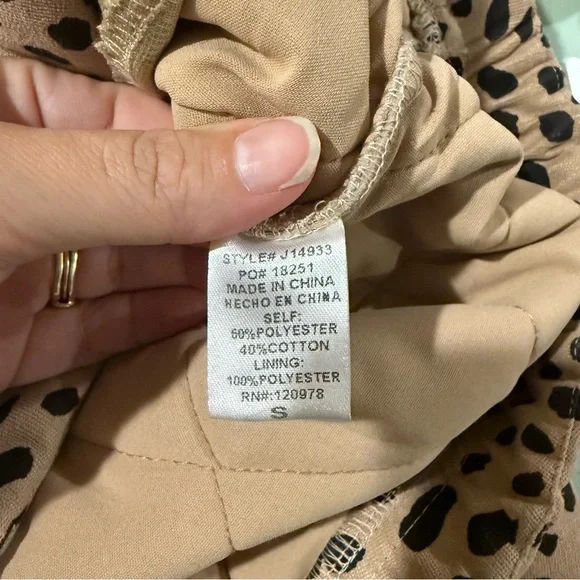 STYLE# J14933
PO# 18251
MADE IN CHINA
HECHO EN CHINA
SELF:
60%POLYESTER
40%COTTON
LINING:
100%POLYESTER
RN#:120978
S